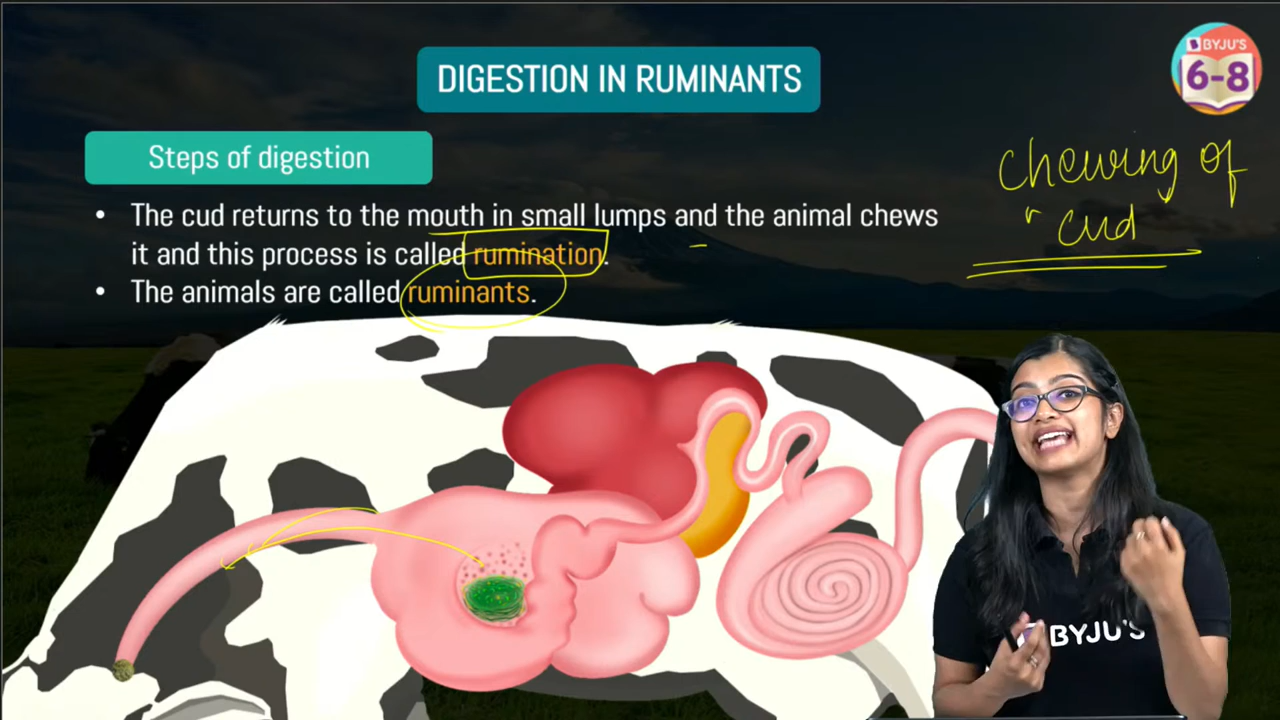 DIGESTION IN RUMINANTS
BYJU'S
6-8
Steps of digestion
chewing of
cud
• The cud returns to the mouth in small lumps and the animal chews
it and this process is called rumination.
• The animals are called ruminants.
BYJU'S